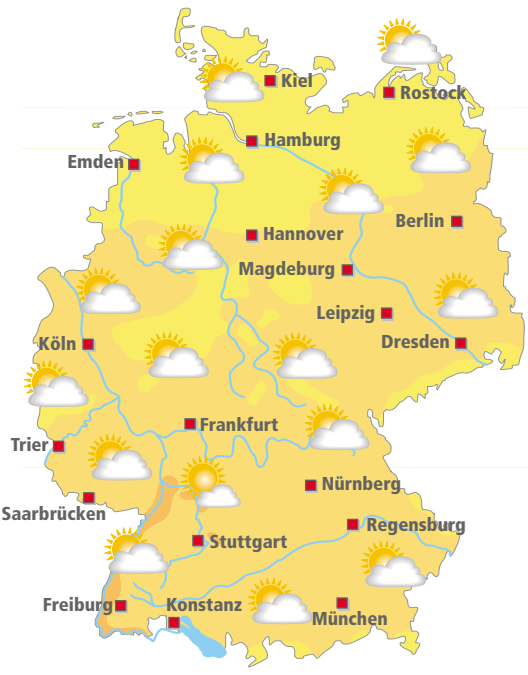 Kiel
Rostock
Hamburg
Emden
Berlin
Hannover
Magdeburg
Leipzig
Köln
Dresden
Frankfurt
Trier
Nürnberg
Saarbrücken
Regensburg
Stuttgart
Freiburg
Konstanz
München